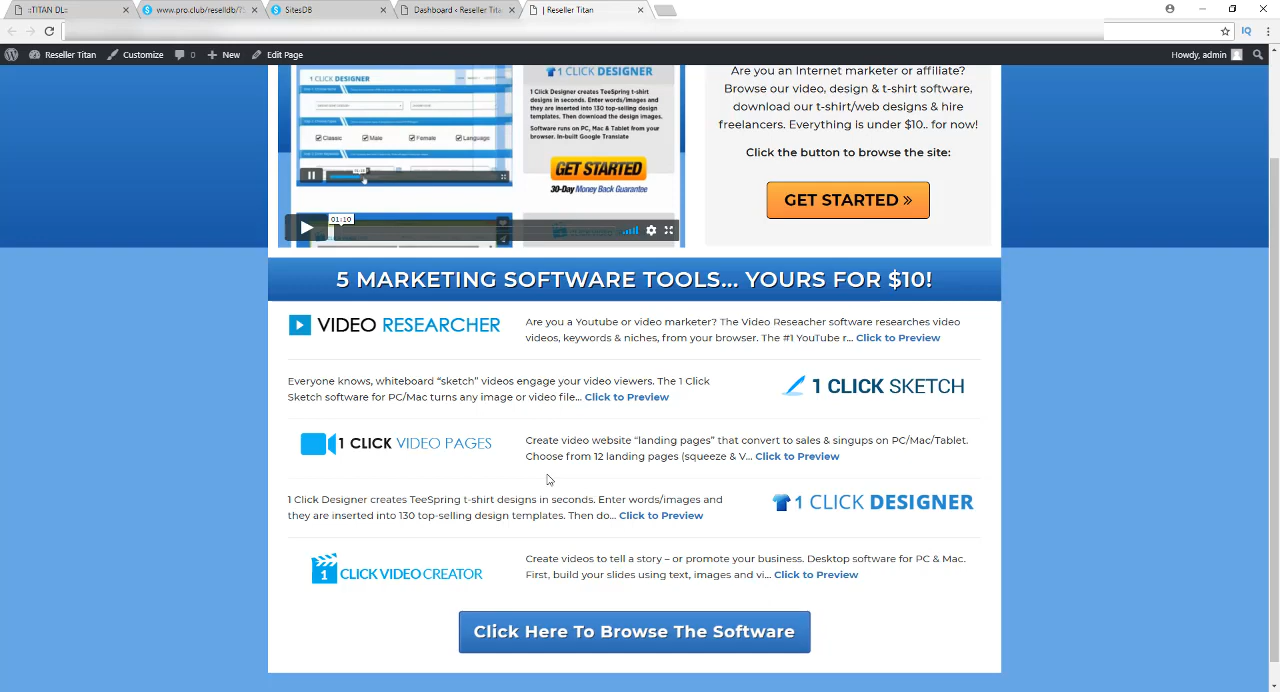 ::TITAN DL::
www.pro.club/reselldb/7
SitesDB
Dashboard ‹ Reseller Tita
| Reseller Titan
IQ
Reseller Titan
Customize
0
New
Edit Page
Howdy, admin
1 CLICK DESIGNER
Classic
Male
Female
Language
1 CLICK DESIGNER
1 Click Designer creates TeeSpring t-shirt
designs in seconds. Enter words/images and
they are inserted into 130 top-selling design
templates. Then download the design images.
Software runs on PC, Mac & Tablet from your
browser. In-built Google Translate
GET STARTED
30-Day Money Back Guarantee
01:10
Are you an Internet marketer or affiliate?
Browse our video, design & t-shirt software,
download our t-shirt/web designs & hire
freelancers. Everything is under $10.. for now!
Click the button to browse the site:
GET STARTED »
5 MARKETING SOFTWARE TOOLS... YOURS FOR $10!
VIDEO RESEARCHER
Are you a Youtube or video marketer? The Video Reseacher software researches video
videos, keywords & niches, from your browser. The #1 YouTube r... Click to Preview
Everyone knows, whiteboard “sketch” videos engage your video viewers. The 1 Click
Sketch software for PC/Mac turns any image or video file... Click to Preview
1 CLICK SKETCH
1 CLICK VIDEO PAGES
Create video website “landing pages” that convert to sales & singups on PC/Mac/Tablet.
Choose from 12 landing pages (squeeze & V... Click to Preview
1 Click Designer creates TeeSpring t-shirt designs in seconds. Enter words/images and
they are inserted into 130 top-selling design templates. Then do... Click to Preview
1 CLICK DESIGNER
1 CLICK VIDEO CREATOR
Create videos to tell a story – or promote your business. Desktop software for PC & Mac.
First, build your slides using text, images and vi... Click to Preview
Click Here To Browse The Software